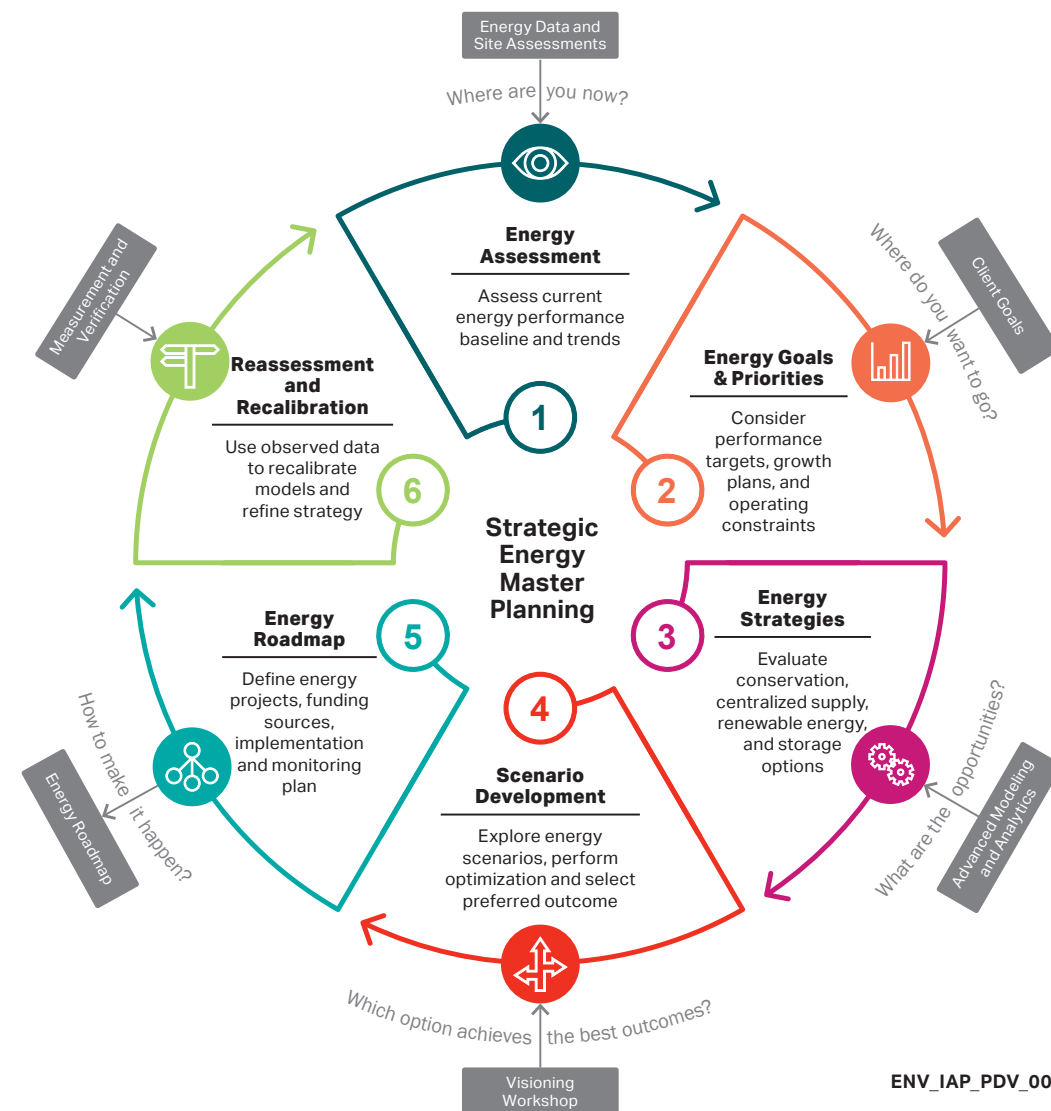 Energy Data and
Site Assessments
Where are you now?
Energy
Assessment
Assess current
energy performance
baseline and trends
1
Client Goals
Where do you want to go?
Energy Goals
& Priorities
Consider
performance
targets, growth
plans, and
operating
constraints
2
Strategic
Energy
Master
Planning
3
Energy
Strategies
Evaluate
conservation,
centralized supply,
renewable energy,
and storage
options
What are the opportunities?
Advanced Modeling
and Analytics
4
Scenario
Development
Explore energy
scenarios, perform
optimization and select
preferred outcome
Which option achieves the best outcomes?
Visioning
Workshop
5
Energy
Roadmap
Define energy
projects, funding
sources,
implementation
and monitoring
plan
How to make it happen?
Energy Roadmap
Measurement and
Verification
Reassessment
and
Recalibration
Use observed data
to recalibrate
models and
refine strategy
6
ENV_IAP_PDV_00